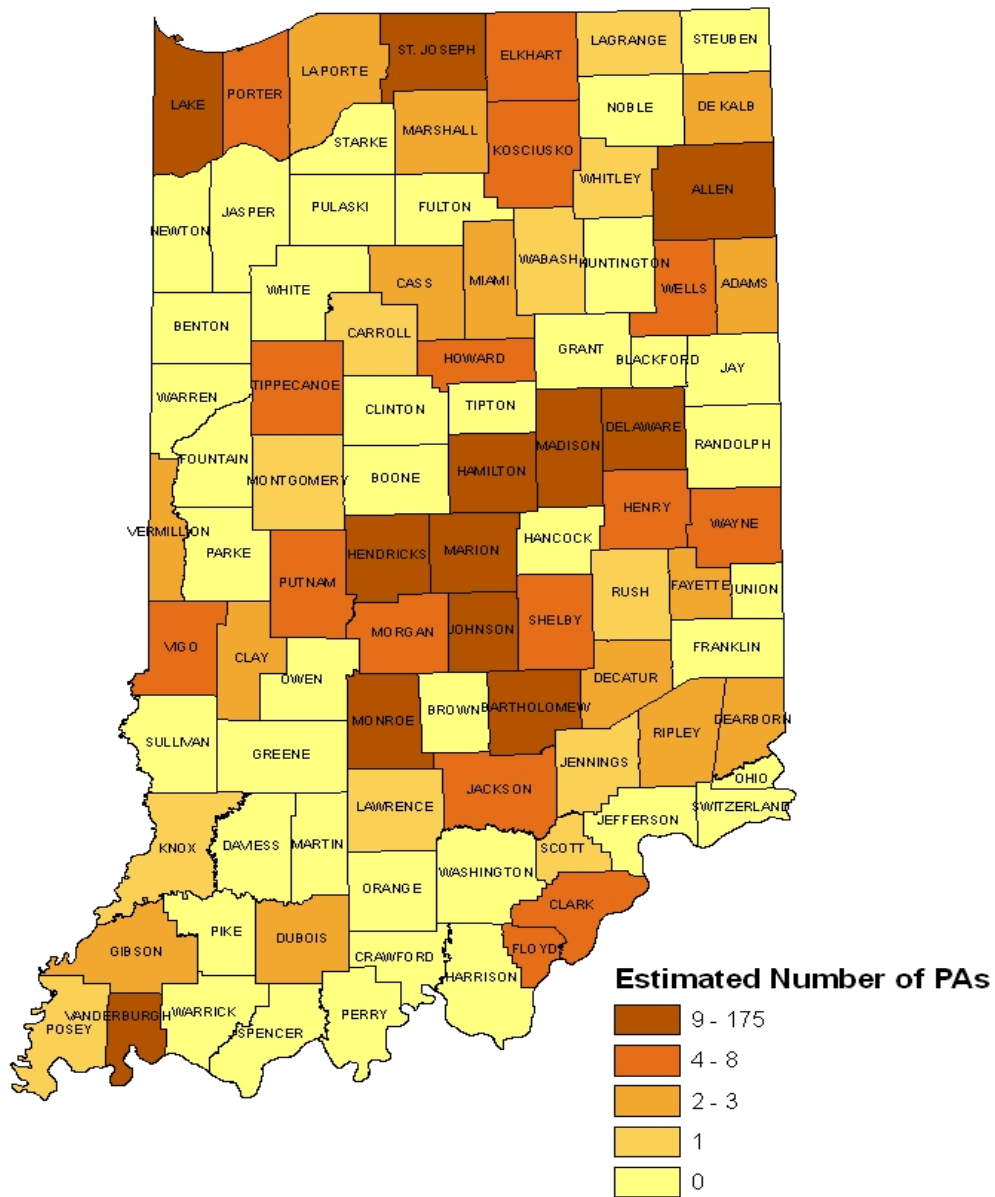 ST. JOSEPH
ELKHART
LAGRANGE
STEUBEN
LAPORTE
LAKE
PORTER
NOBLE
DE KALB
STARKE
MARSHALL
KOSCIUSKO
WHITLEY
ALLEN
NEWTON
JASPER
PULASKI
FULTON
WABASH
HUNTINGTON
WHITE
CASS
MIAMI
WELLS
ADAMS
BENTON
CARROLL
HOWARD
GRANT
BLACKFORD
JAY
TIPPECANOE
WARREN
CLINTON
TIPTON
MADISON
DELAWARE
RANDOLPH
FOUNTAIN
MONTGOMERY
BOONE
HAMILTON
HENRY
WAYNE
VERMILLION
PARKE
HENDRICKS
MARION
HANCOCK
PUTNAM
RUSH
FAYETTE
UNION
VIGO
CLAY
MORGAN
JOHNSON
SHELBY
FRANKLIN
OWEN
DECATUR
MONROE
BROWN
BARTHOLOMEW
SULLIVAN
GREENE
JENNINGS
RIPLEY
DEARBORN
OHIO
LAWRENCE
JACKSON
SWITZERLAND
JEFFERSON
KNOX
DAVIESS
MARTIN
SCOTT
ORANGE
WASHINGTON
CLARK
GIBSON
PIKE
DUBOIS
CRAWFORD
FLOYD
HARRISON
POSEY
VANDERBURGH
WARRICK
SPENCER
PERRY
Estimated Number of PAs
9 - 175
4 - 8
2 - 3
1
0